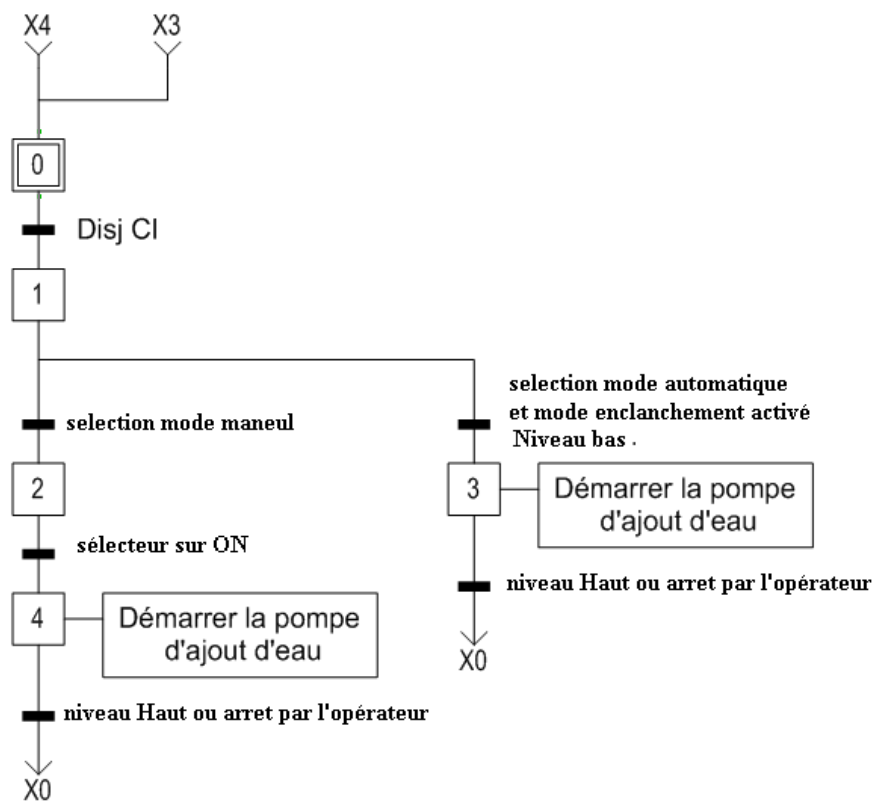 X4
X3
0
Disj CI
1
selection mode maneul
selection mode automatique
et mode enclanchement activé
Niveau bas .
2
3
Démarrer la pompe
d'ajout d'eau
sélecteur sur ON
niveau Haut ou arret par l'opérateur
4
Démarrer la pompe
d'ajout d'eau
X0
niveau Haut ou arret par l'opérateur
X0